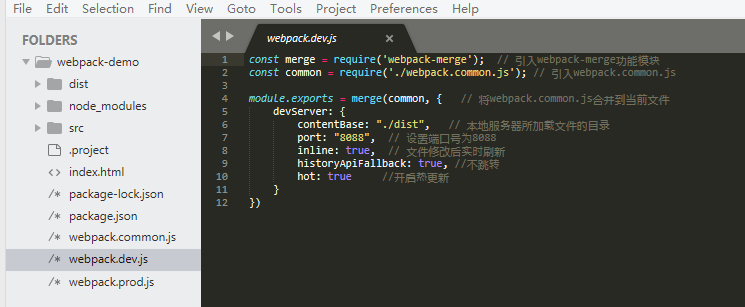 File Edit Selection Find View Goto Tools Project Preferences Help
FOLDERS
webpack-demo
dist
node_modules
src
.project
index.html
package-lock.json
package.json
webpack.common.js
webpack.dev.js
webpack.prod.js
webpack.dev.js
1 const merge = require('webpack-merge'); // 引入webpack-merge功能模块
2 const common = require('./webpack.common.js'); // 引入webpack.common.js
3
4 module.exports = merge(common, { // 将webpack.common.js合并到当前文件
5 devServer: {
6 contentBase: "./dist", // 本地服务器所加载文件的目录
7 port: "8088", // 设置端口号为8088
8 inline: true, // 文件修改后实时刷新
9 historyApiFallback: true, //不跳转
10 hot: true //开启热更新
11 }
12 })